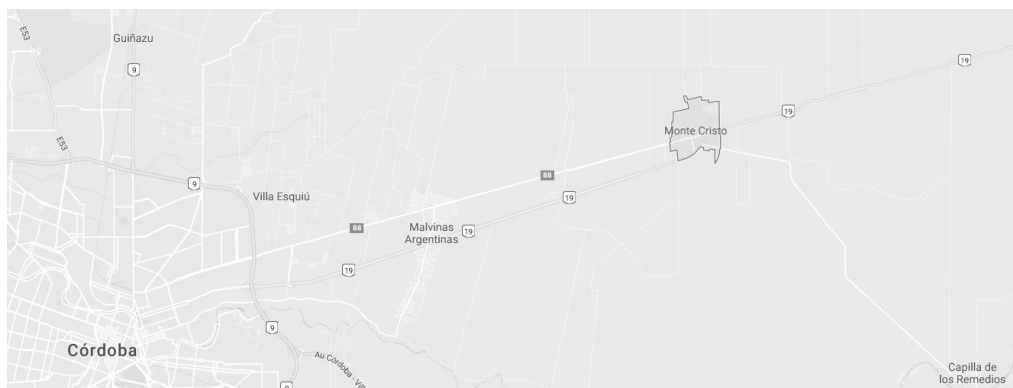 E53
Guiñazu
9
19
19
Monte Cristo
E53
88
9
Villa Esquiú
19
88
Malvinas
Argentinas
19
19
9
Córdoba
Au Córdoba - Vil
Capilla de
los Remedios
9